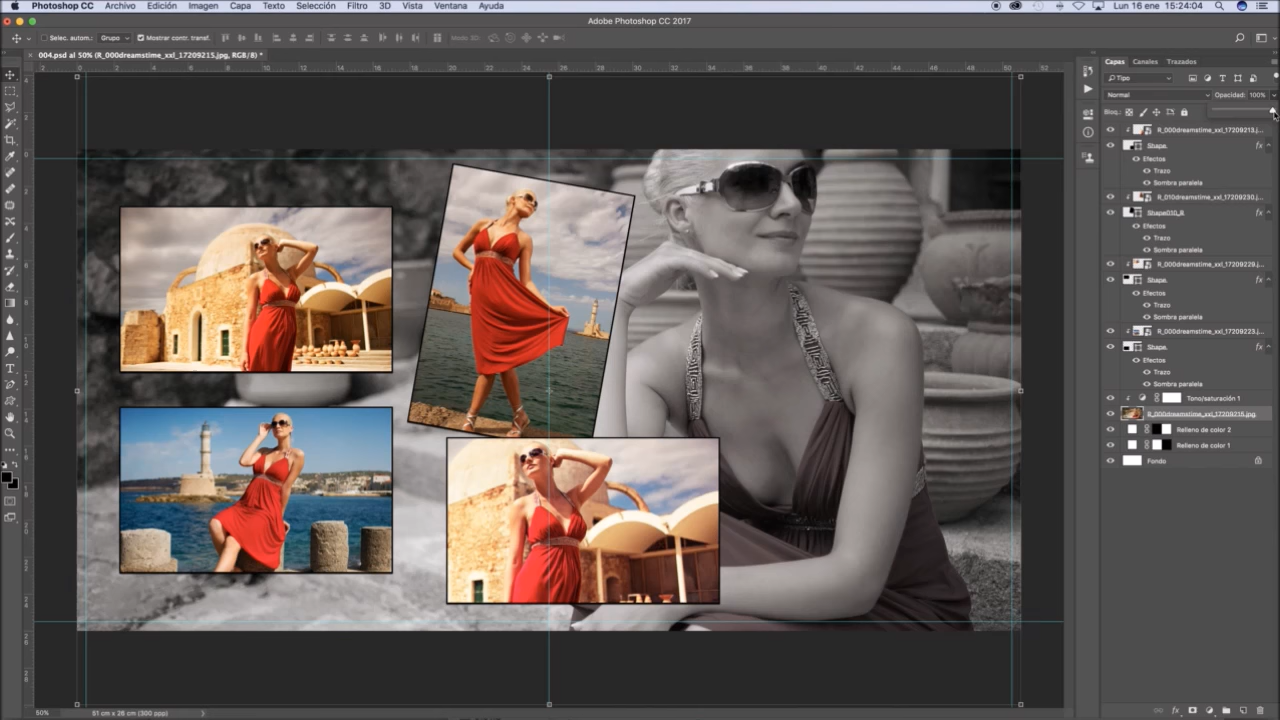 Photoshop CC Archivo Edición Imagen Capa Texto Selección Filtro 3D Vista Ventana Ayuda Lun 16 ene 15:24:04
Adobe Photoshop CC 2017
Selec. autom.: Grupo Mostrar contr. transf. Modo 3D:
004.psd al 50% (R_000dreamstime_xxl_17209215.jpg, RGB/8) *
Capas Canales Trazados
Tipo
Normal Opacidad: 100%
Bloq.:
R_000dreamstime_xxl_17209213.j...
Shape.
Efectos
Trazo
Sombra paralela
R_010dreamstime_xxl_17209230.j...
Shape010_R
Efectos
Trazo
Sombra paralela
R_000dreamstime_xxl_17209229.j...
Shape.
Efectos
Trazo
Sombra paralela
R_000dreamstime_xxl_17209223.j...
Shape.
Efectos
Trazo
Sombra paralela
Tono/saturación 1
R_000dreamstime_xxl_17209215.jpg.
Relleno de color 2
Relleno de color 1
Fondo
50% 51 cm x 26 cm (300 ppp)